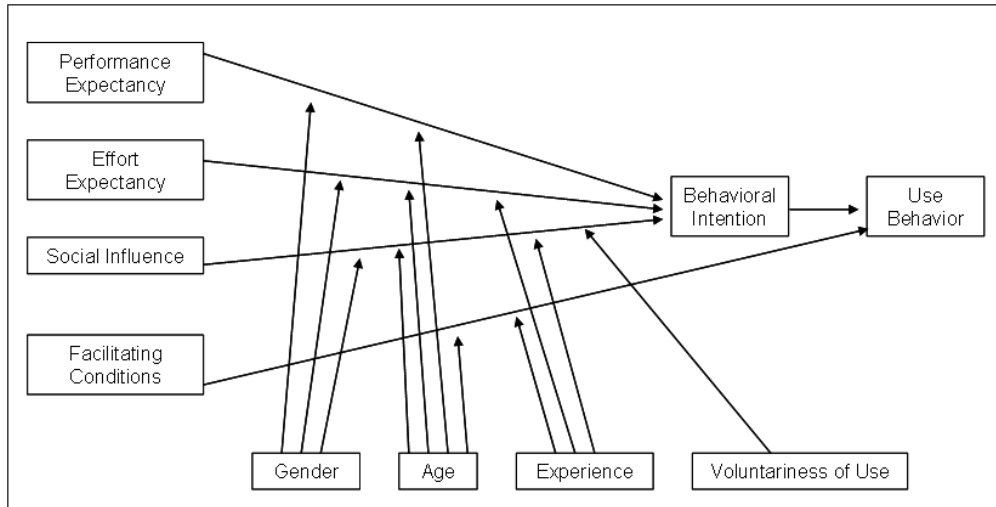 Performance
Expectancy
Effort
Expectancy
Behavioral
Intention
Use
Behavior
Social Influence
Facilitating
Conditions
Gender
Age
Experience
Voluntariness of Use